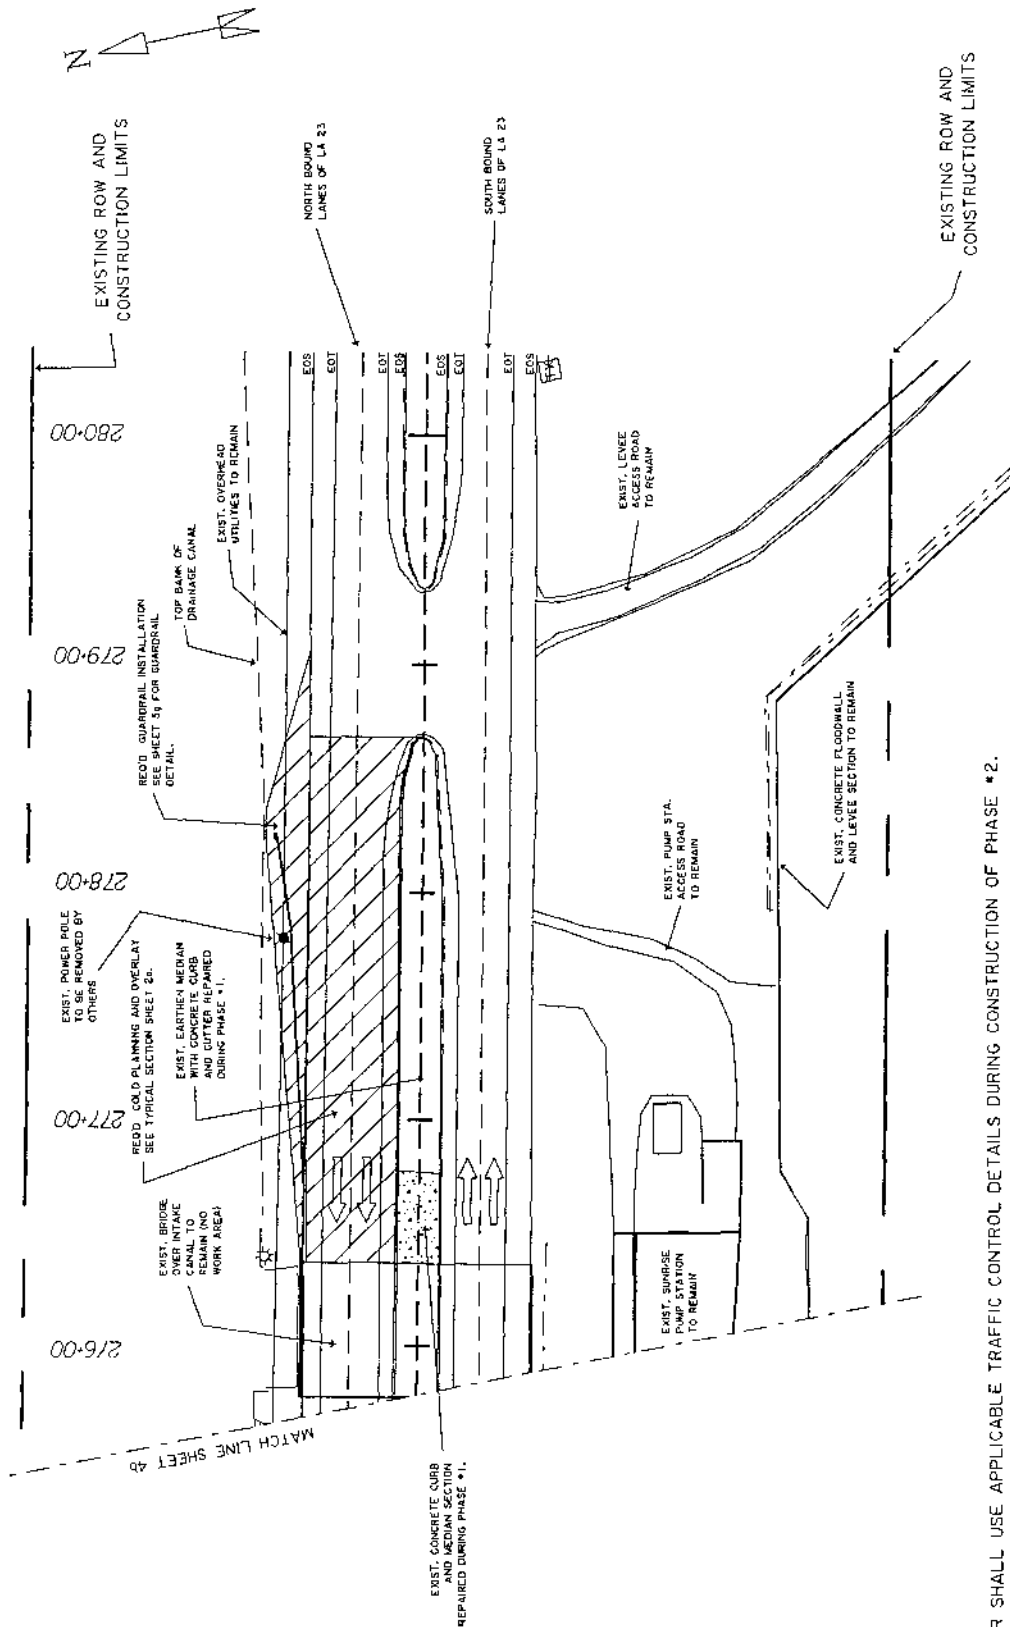 N
EXISTING ROW AND
CONSTRUCTION LIMITS
NORTH BOUND
LANES OF LA 23
SOUTH BOUND
LANES OF LA 23
EXISTING ROW AND
CONSTRUCTION LIMITS
276+00
277+00
278+00
279+00
280+00
EXIST. OVERHEAD
UTILITIES TO REMAIN
TOP BANK OF
DRAINAGE CANAL
REQ'D GUARDRAIL INSTALLATION
SEE SHEET 3g FOR GUARDRAIL
DETAIL.
EXIST. POWER POLE
TO BE REMOVED BY
OTHERS
REQ'D COLD PLANNING AND OVERLAY
SEE TYPICAL SECTION SHEET 2a.
EXIST. EARTHEN MEDIAN
WITH CONCRETE CURB
AND GUTTER REPAIRED
DURING PHASE #1.
EXIST. BRIDGE
OVER INTAKE
CANAL TO
REMAIN (NO
WORK AREA)
EOS
EOT
EOT
EOS
EOS
EOT
EOT
EOS
EXIST. LEVEE
ACCESS ROAD
TO REMAIN
EXIST. PUMP STA.
ACCESS ROAD
TO REMAIN
EXIST. CONCRETE FLOODWALL
AND LEVEE SECTION TO REMAIN
EXIST. SUNRISE
PUMP STATION
TO REMAIN
MATCH LINE SHEET 4b
EXIST. CONCRETE CURB
AND MEDIAN SECTION
REPAIRED DURING PHASE #1.
R SHALL USE APPLICABLE TRAFFIC CONTROL DETAILS DURING CONSTRUCTION OF PHASE #2.